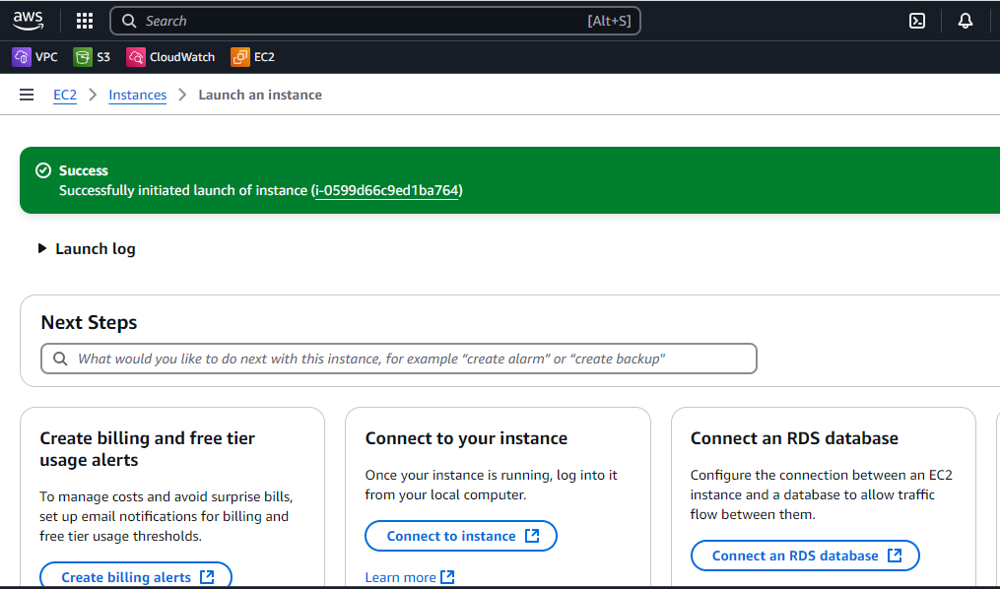 aws
Search [Alt+S]
VPC S3 CloudWatch EC2
EC2 Instances Launch an instance
Success
Successfully initiated launch of instance (i-0599d66c9ed1ba764)
Launch log
Next Steps
What would you like to do next with this instance, for example “create alarm” or “create backup"
Create billing and free tier
usage alerts
To manage costs and avoid surprise bills,
set up email notifications for billing and
free tier usage thresholds.
Create billing alerts
Connect to your instance
Once your instance is running, log into it
from your local computer.
Connect to instance
Learn more
Connect an RDS database
Configure the connection between an EC2
instance and a database to allow traffic
flow between them.
Connect an RDS database